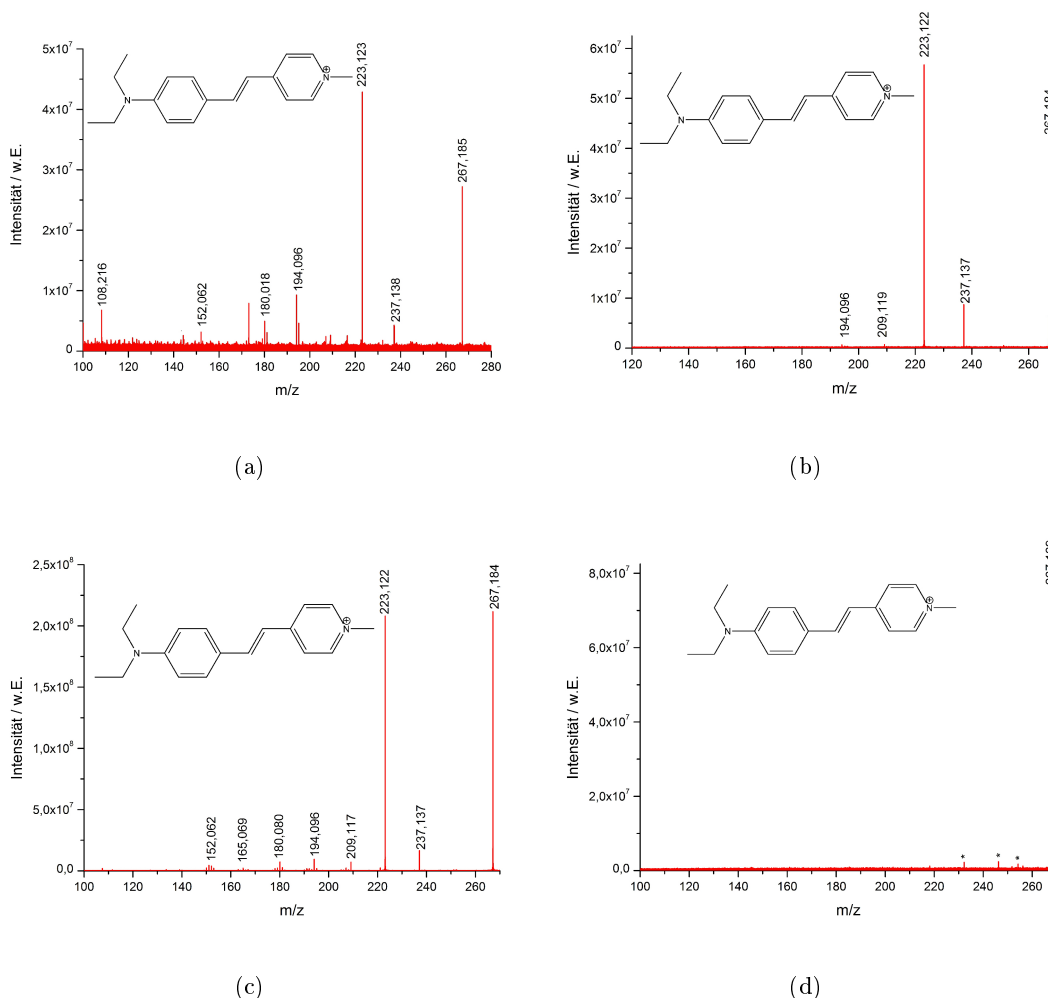 5x10⁷
4x10⁷
3x10⁷
2x10⁷
1x10⁷
0
Intensität / w.E.
100 120 140 160 180 200 220 240 260 280
m/z
108,216
152,062
180,018
194,096
223,123
237,138
267,185
N
N
⊕
(a)
6x10⁷
5x10⁷
4x10⁷
3x10⁷
2x10⁷
1x10⁷
0
Intensität / w.E.
120 140 160 180 200 220 240 260
m/z
194,096
209,119
223,122
237,137
267,184
N
N
⊕
(b)
2,5x10⁸
2,0x10⁸
1,5x10⁸
1,0x10⁸
5,0x10⁷
0,0
Intensität / w.E.
100 120 140 160 180 200 220 240 260
m/z
152,062
165,069
180,080
194,096
209,117
223,122
237,137
267,184
N
N
⊕
(c)
8,0x10⁷
6,0x10⁷
4,0x10⁷
2,0x10⁷
0,0
Intensität / w.E.
100 120 140 160 180 200 220 240 260
m/z
* * *
N
N
⊕
(d)